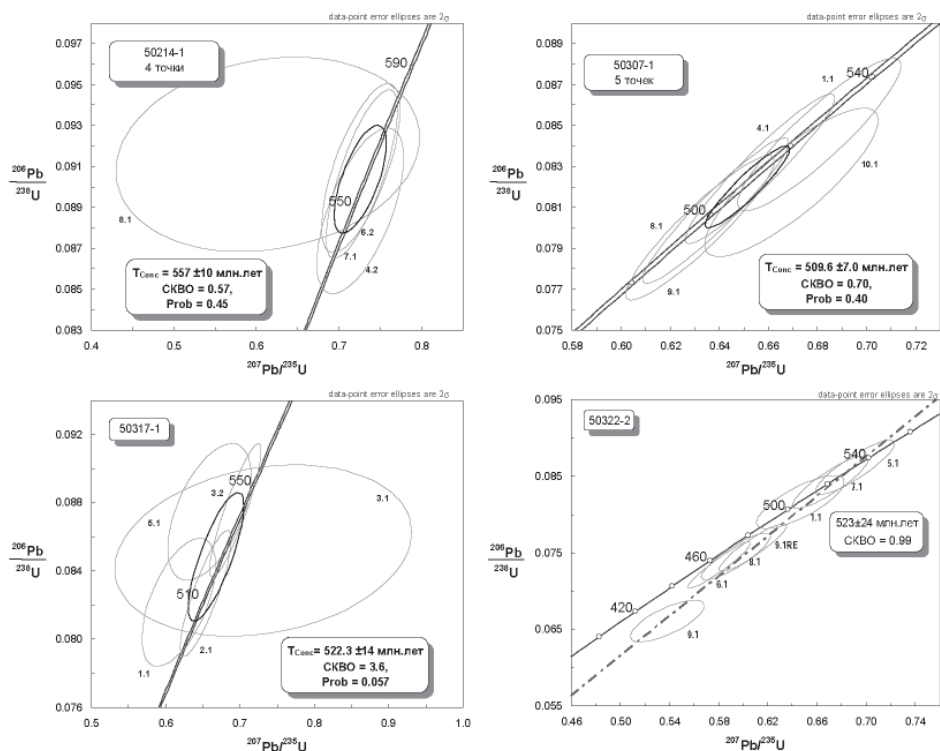 data-point error ellipses are 2σ
50214-1
4 точки
0.097
0.095
0.093
0.091
0.089
0.087
0.085
0.083
²⁰⁶Pb
²³⁸U
590
550
8.1
6.2
7.1
4.2
T_Conc = 557 ±10 млн.лет
СКВО = 0.57,
Prob = 0.45
0.4 0.5 0.6 0.7 0.8
²⁰⁷Pb/²³⁵U
data-point error ellipses are 2σ
50307-1
5 точек
0.089
0.087
0.085
0.083
0.081
0.079
0.077
0.075
²⁰⁶Pb
²³⁸U
540
500
1.1
4.1
10.1
8.1
9.1
T_Conc = 509.6 ±7.0 млн.лет
СКВО = 0.70,
Prob = 0.40
0.58 0.60 0.62 0.64 0.66 0.68 0.70 0.72
²⁰⁷Pb/²³⁵U
data-point error ellipses are 2σ
50317-1
0.092
0.088
0.084
0.080
0.076
²⁰⁶Pb
²³⁸U
550
510
3.2
3.1
2.1
1.1
T_Conc = 522.3 ±14 млн.лет
СКВО = 3.6,
Prob = 0.057
0.5 0.6 0.7 0.8 0.9 1.0
²⁰⁷Pb/²³⁵U
data-point error ellipses are 2σ
50322-2
0.095
0.085
0.075
0.065
0.055
²⁰⁶Pb
²³⁸U
540
500
460
420
5.1
7.1
1.1
9.1RE
8.1
6.1
9.1
523±24 млн.лет
СКВО = 0.99
0.46 0.50 0.54 0.58 0.62 0.66 0.70 0.74
²⁰⁷Pb/²³⁵U